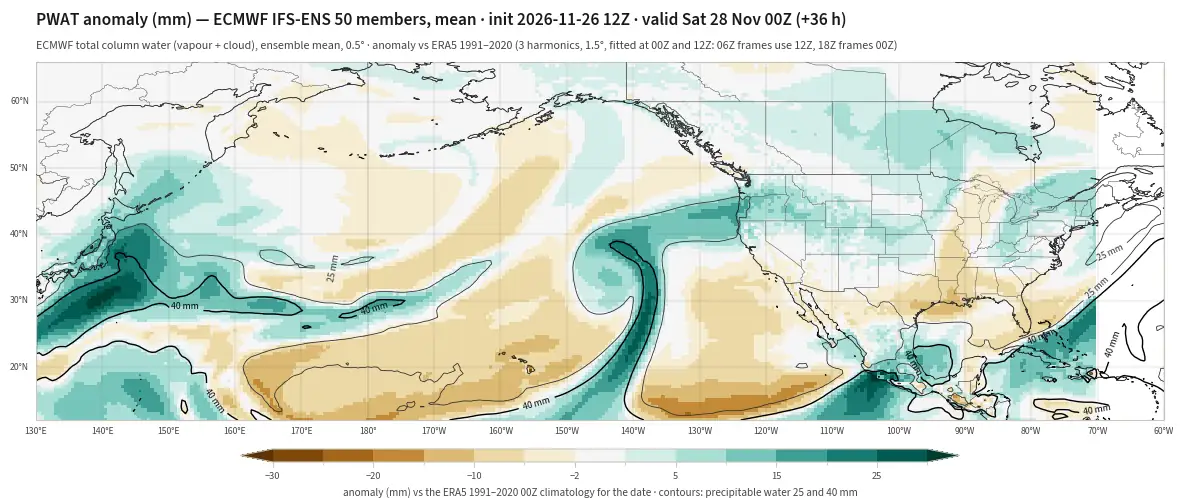 PWAT anomaly (mm) — ECMWF IFS-ENS 50 members, mean · init 2026-11-26 12Z · valid Sat 28 Nov 00Z (+36 h)
ECMWF total column water (vapour + cloud), ensemble mean, 0.5° · anomaly vs ERA5 1991–2020 (3 harmonics, 1.5°, fitted at 00Z and 12Z: 06Z frames use 12Z, 18Z frames 00Z)
60°N
50°N
40°N
30°N
20°N
25 mm
25 mm
25 mm
40 mm
40 mm
40 mm
40 mm
40 mm
40 mm
40 mm
40 mm
130°E 140°E 150°E 160°E 170°E 180° 170°W 160°W 150°W 140°W 130°W 120°W 110°W 100°W 90°W 80°W 70°W 60°W
−30 −20 −10 −2 5 15 25
anomaly (mm) vs the ERA5 1991–2020 00Z climatology for the date · contours: precipitable water 25 and 40 mm